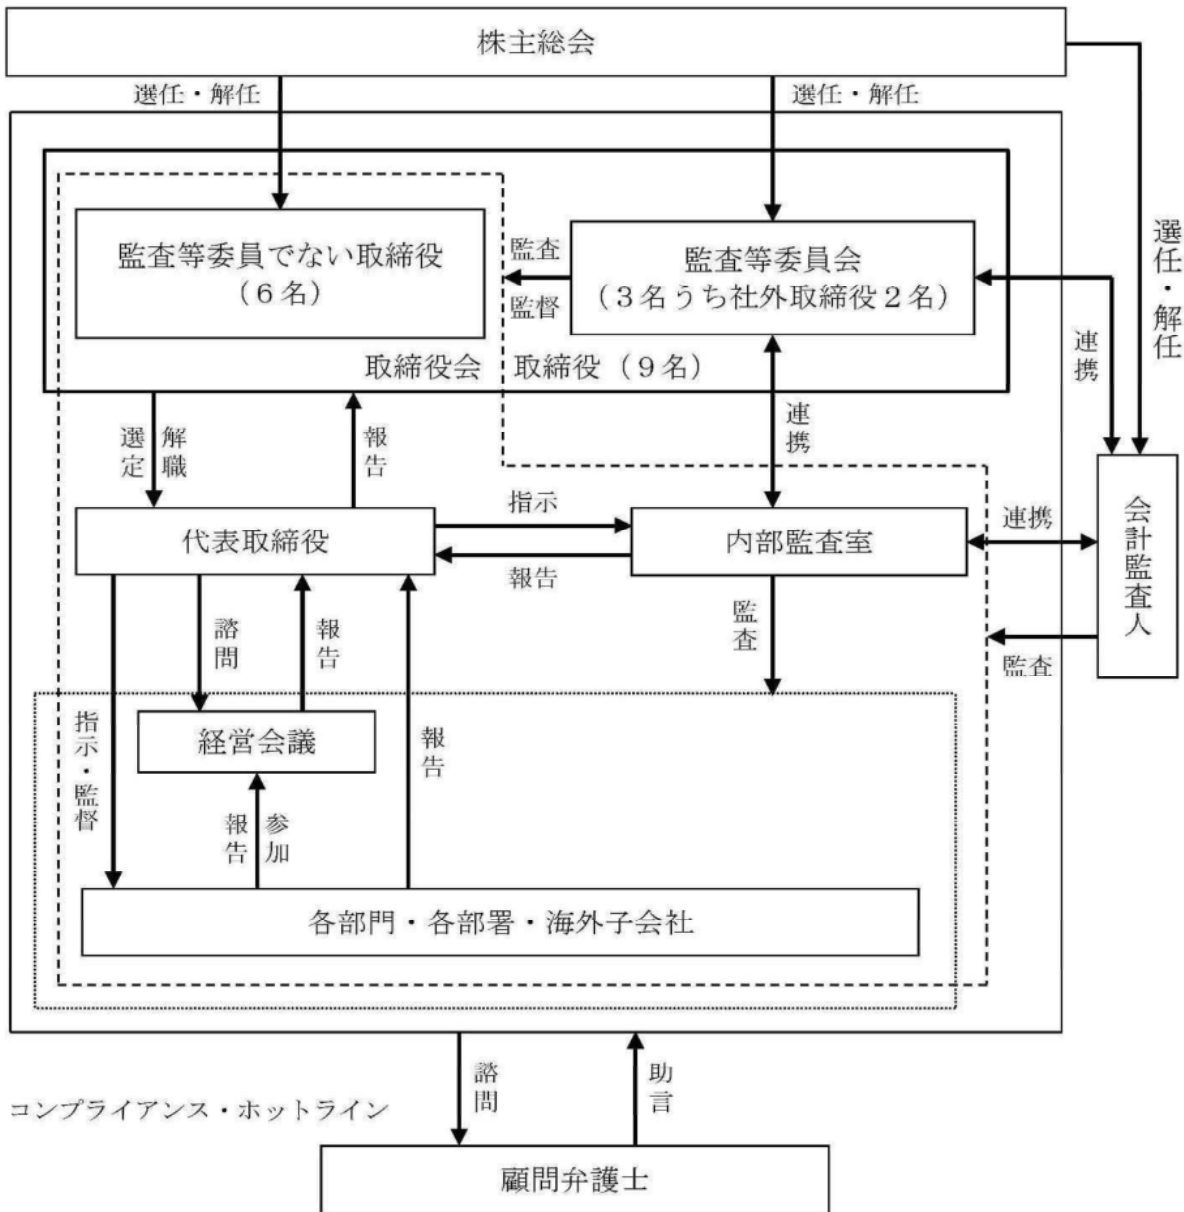 株主総会
選任・解任
選任・解任
選任・解任
監査等委員でない取締役
（６名）
監査
監督
監査等委員会
（３名うち社外取締役２名）
取締役会
取締役（９名）
連携
選定
解職
報告
連携
代表取締役
指示
報告
内部監査室
連携
会計監査人
監査
監査
諮問
報告
指示・監督
経営会議
報告
報告
参加
各部門・各部署・海外子会社
諮問
助言
コンプライアンス・ホットライン
顧問弁護士